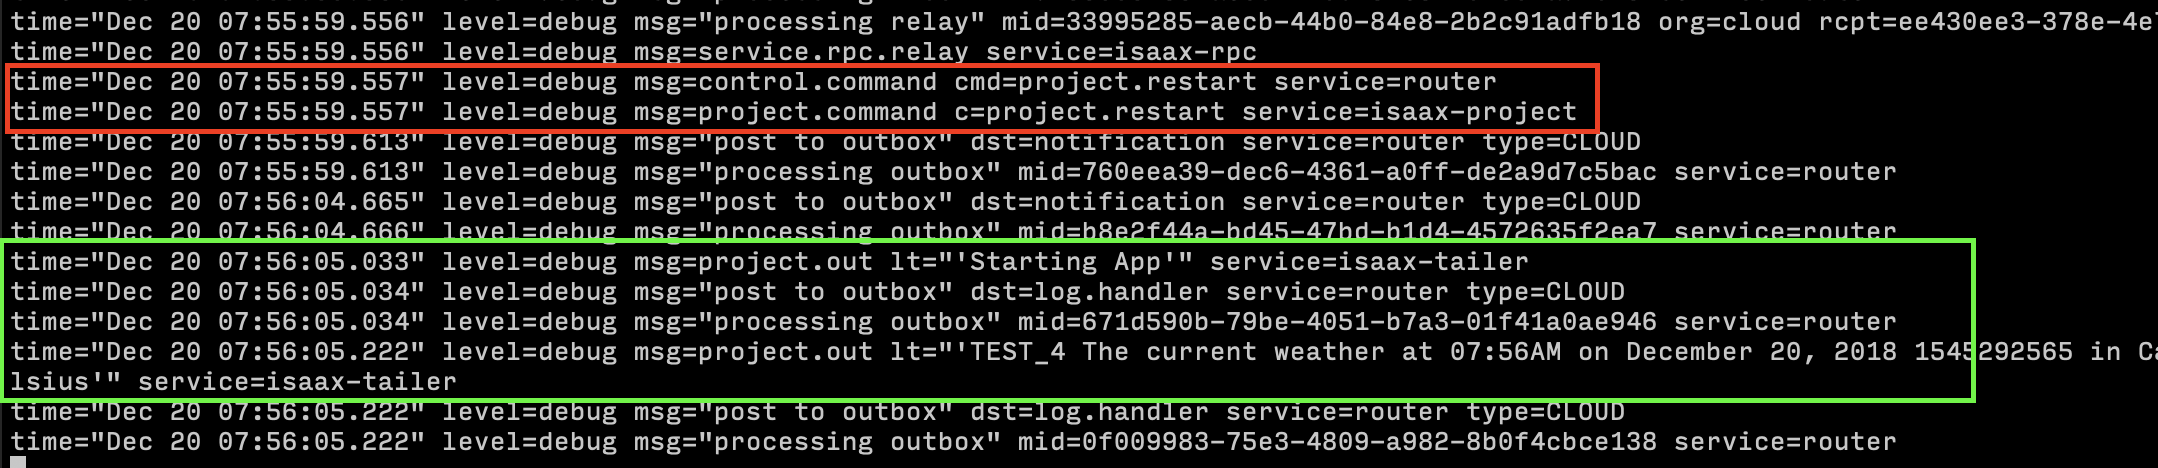 time="Dec 20 07:55:59.556" level=debug msg="processing relay" mid=33995285-aecb-44b0-84e8-2b2c91adfb18 org=cloud rcpt=ee430ee3-378e-4e
time="Dec 20 07:55:59.556" level=debug msg=service.rpc.relay service=isaax-rpc
time="Dec 20 07:55:59.557" level=debug msg=control.command cmd=project.restart service=router
time="Dec 20 07:55:59.557" level=debug msg=project.command c=project.restart service=isaax-project
time="Dec 20 07:55:59.613" level=debug msg="post to outbox" dst=notification service=router type=CLOUD
time="Dec 20 07:55:59.613" level=debug msg="processing outbox" mid=760eea39-dec6-4361-a0ff-de2a9d7c5bac service=router
time="Dec 20 07:56:04.665" level=debug msg="post to outbox" dst=notification service=router type=CLOUD
time="Dec 20 07:56:04.666" level=debug msg="processing outbox" mid=b8e2f44a-bd45-47bd-b1d4-4572635f2ea7 service=router
time="Dec 20 07:56:05.033" level=debug msg=project.out lt="'Starting App'" service=isaax-tailer
time="Dec 20 07:56:05.034" level=debug msg="post to outbox" dst=log.handler service=router type=CLOUD
time="Dec 20 07:56:05.034" level=debug msg="processing outbox" mid=671d590b-79be-4051-b7a3-01f41a0ae946 service=router
time="Dec 20 07:56:05.222" level=debug msg=project.out lt="'TEST_4 The current weather at 07:56AM on December 20, 2018 1545292565 in C
lsius'" service=isaax-tailer
time="Dec 20 07:56:05.222" level=debug msg="post to outbox" dst=log.handler service=router type=CLOUD
time="Dec 20 07:56:05.222" level=debug msg="processing outbox" mid=0f009983-75e3-4809-a982-8b0f4cbce138 service=router